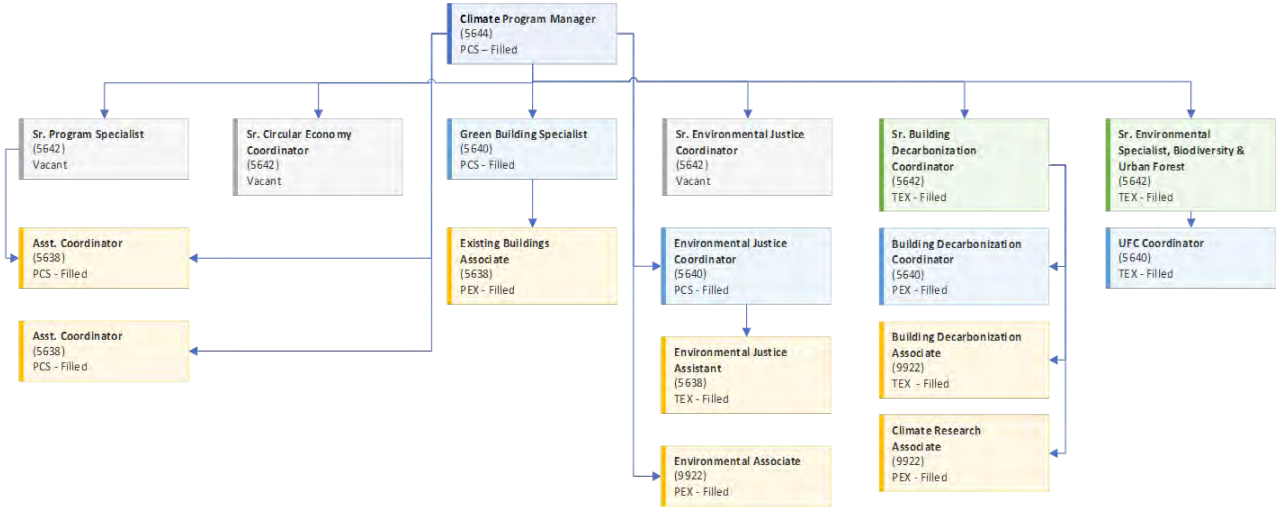 Climate Program Manager
(5644)
PCS – Filled
Sr. Program Specialist
(5642)
Vacant
Sr. Circular Economy
Coordinator
(5642)
Vacant
Green Building Specialist
(5640)
PCS - Filled
Sr. Environmental Justice
Coordinator
(5642)
Vacant
Sr. Building
Decarbonization
Coordinator
(5642)
TEX - Filled
Sr. Environmental
Specialist, Biodiversity &
Urban Forest
(5642)
TEX - Filled
Asst. Coordinator
(5638)
PCS - Filled
Existing Buildings
Associate
(5638)
PEX - Filled
Environmental Justice
Coordinator
(5640)
PCS - Filled
Building Decarbonization
Coordinator
(5640)
PEX - Filled
UFC Coordinator
(5640)
TEX - Filled
Asst. Coordinator
(5638)
PCS - Filled
Environmental Justice
Assistant
(5638)
TEX - Filled
Building Decarbonization
Associate
(9922)
TEX - Filled
Environmental Associate
(9922)
PEX - Filled
Climate Research
Associate
(9922)
PEX - Filled